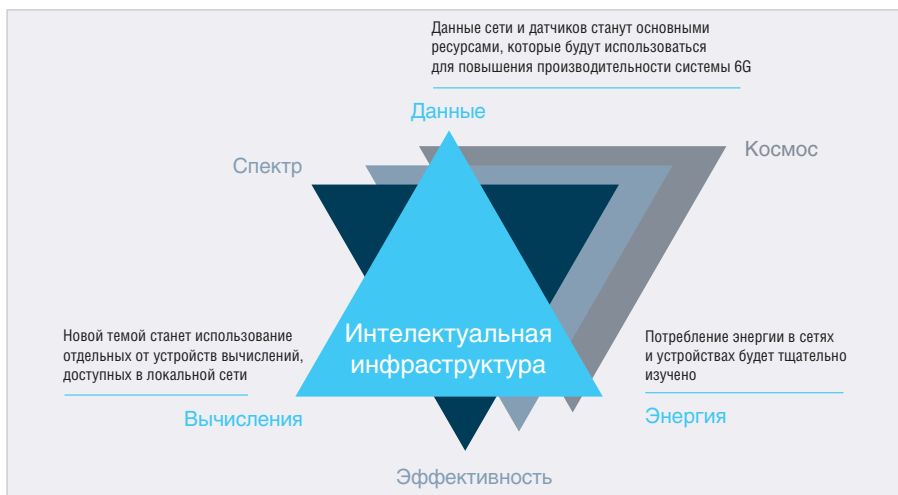 Данные сети и датчиков станут основными
ресурсами, которые будут использоваться
для повышения производительности системы 6G
Данные
Спектр
Космос
Интелектуальная
инфраструктура
Новой темой станет использование
отдельных от устройств вычислений,
доступных в локальной сети
Вычисления
Потребление энергии в сетях
и устройствах будет тщательно
изучено
Энергия
Эффективность